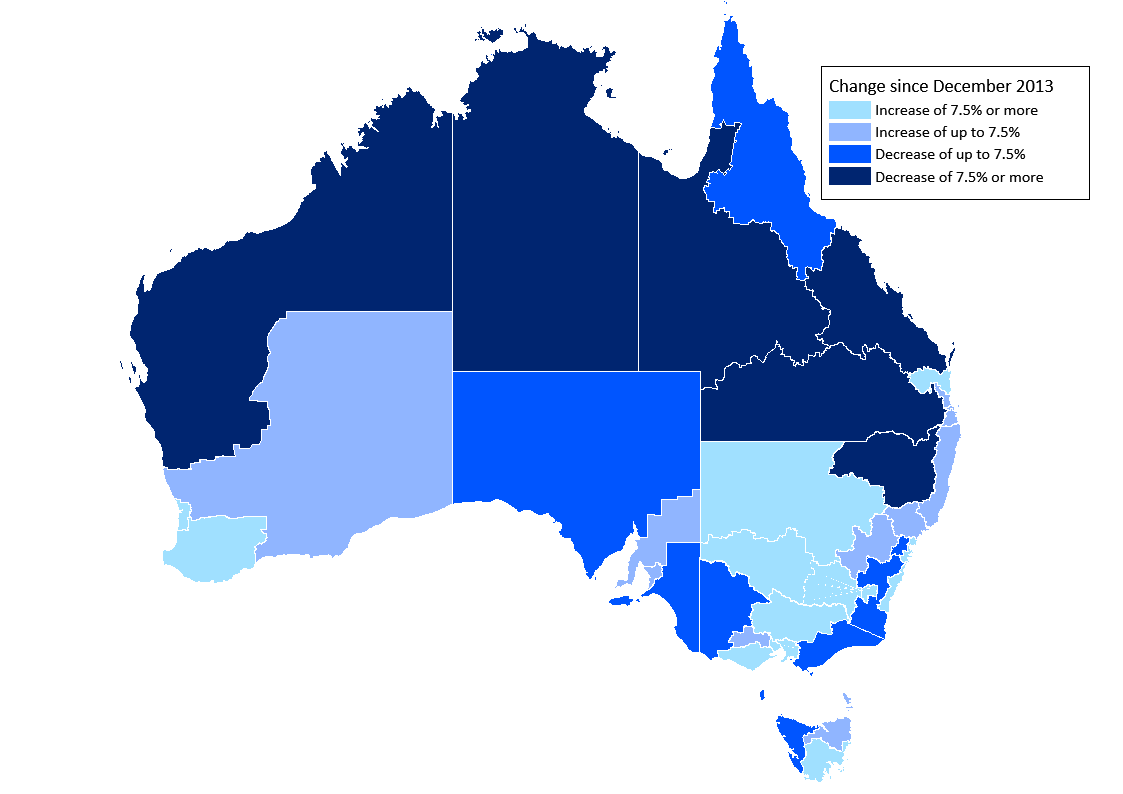 Change since December 2013
Increase of 7.5% or more
Increase of up to 7.5%
Decrease of up to 7.5%
Decrease of 7.5% or more